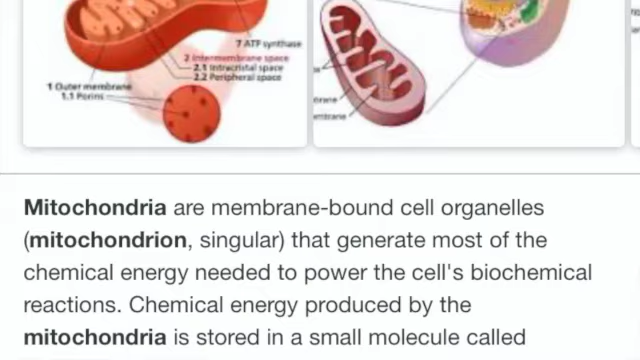 7 ATP synthase
2 Intermembrane space
2.1 Intracristal space
2.2 Peripheral space
1 Outer membrane
1.1 Porins
Mitochondria are membrane-bound cell organelles
(mitochondrion, singular) that generate most of the
chemical energy needed to power the cell's biochemical
reactions. Chemical energy produced by the
mitochondria is stored in a small molecule called